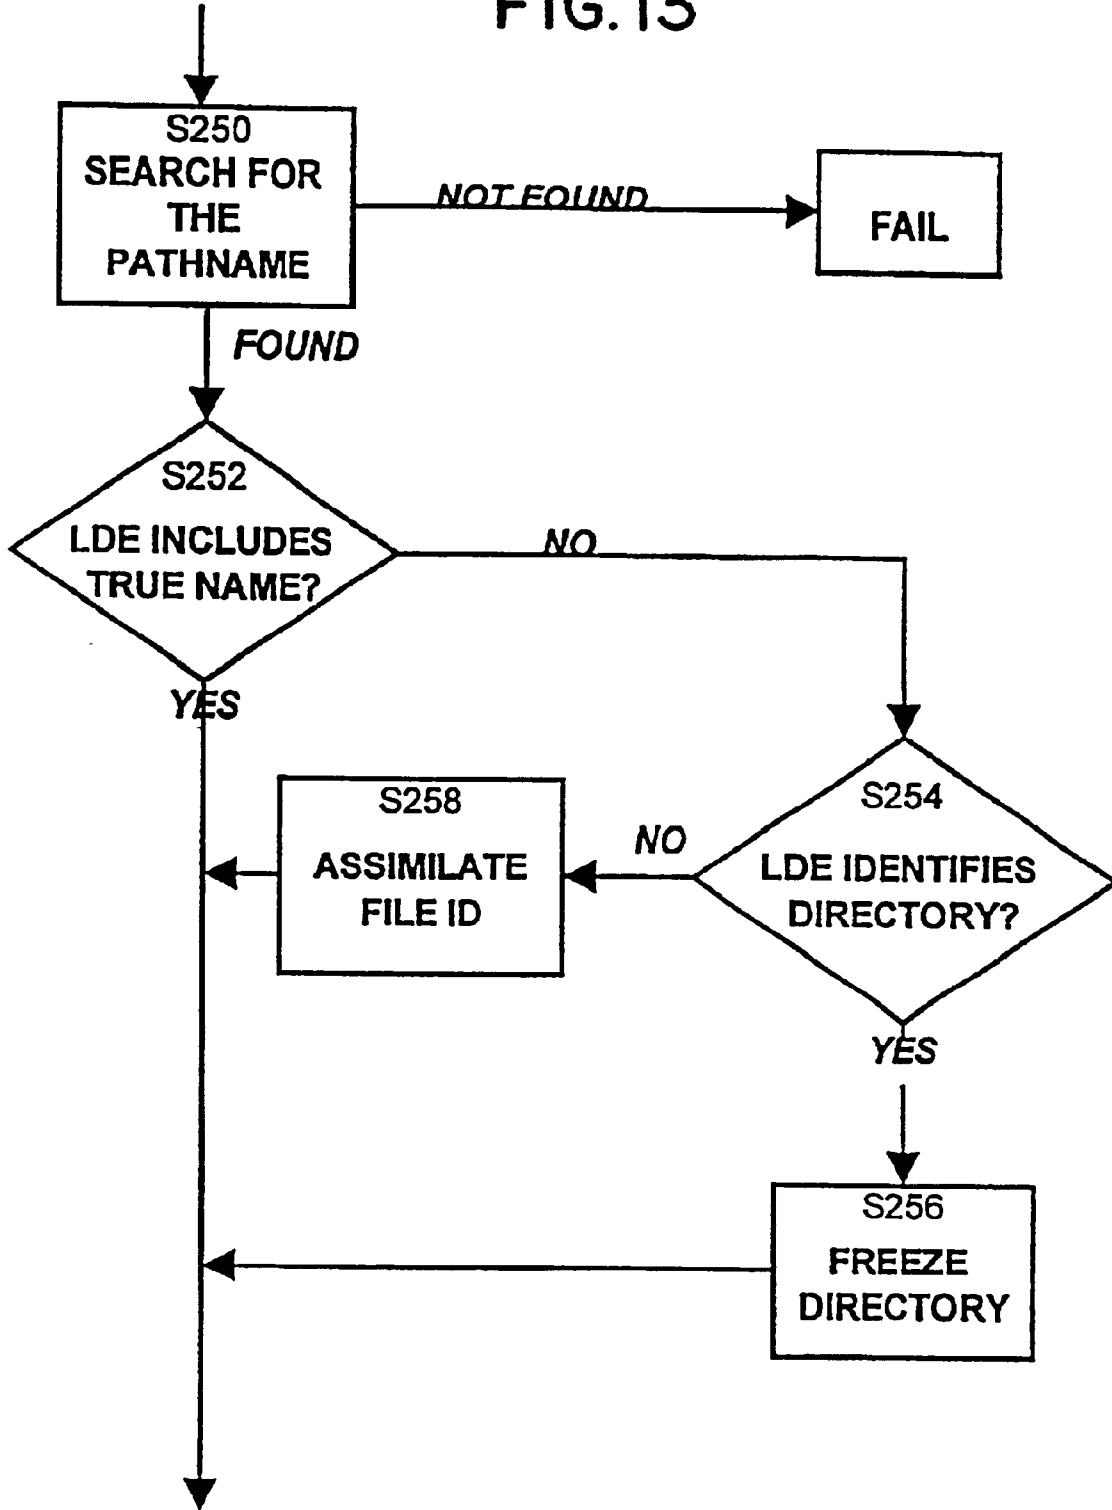 FIG. 13
S250
SEARCH FOR
THE
PATHNAME
NOT FOUND
FAIL
FOUND
S252
LDE INCLUDES
TRUE NAME?
NO
YES
S254
LDE IDENTIFIES
DIRECTORY?
NO
S258
ASSIMILATE
FILE ID
YES
S256
FREEZE
DIRECTORY